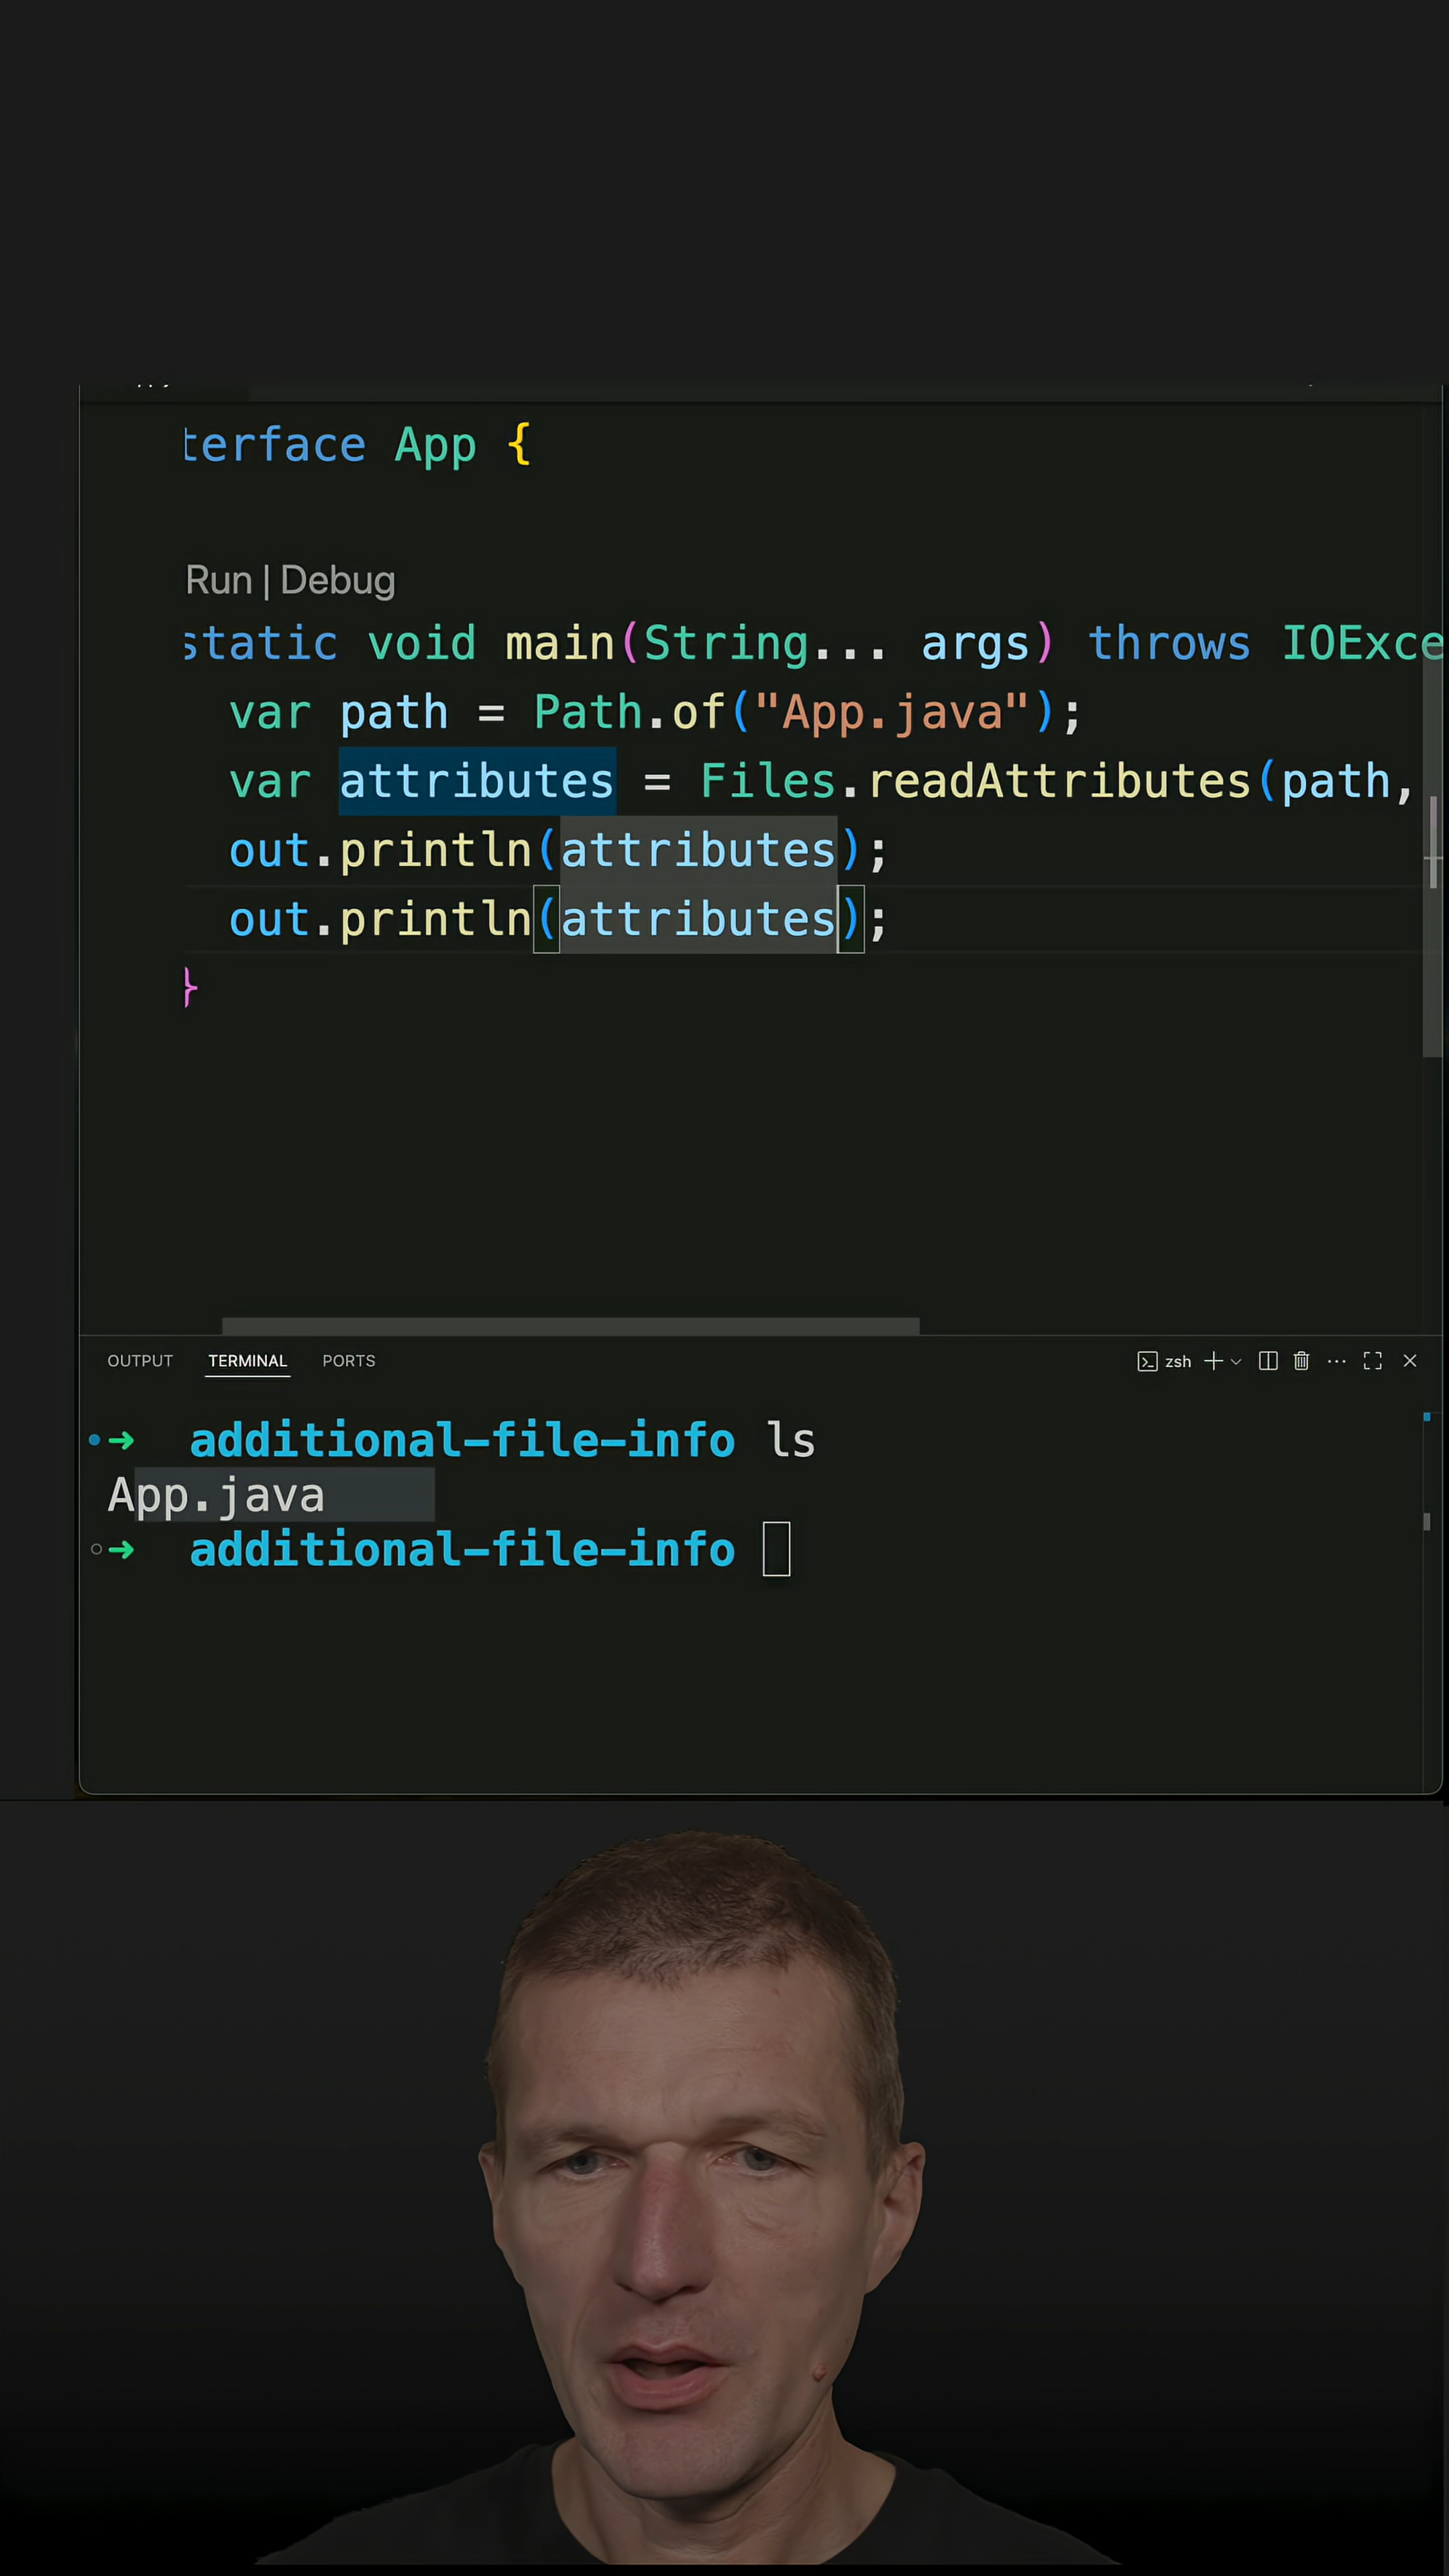 terface App {
Run | Debug
static void main(String... args) throws IOExce
var path = Path.of("App.java");
var attributes = Files.readAttributes(path,
out.println(attributes);
out.println(attributes);
}
OUTPUT TERMINAL PORTS zsh
additional-file-info ls
App.java
additional-file-info